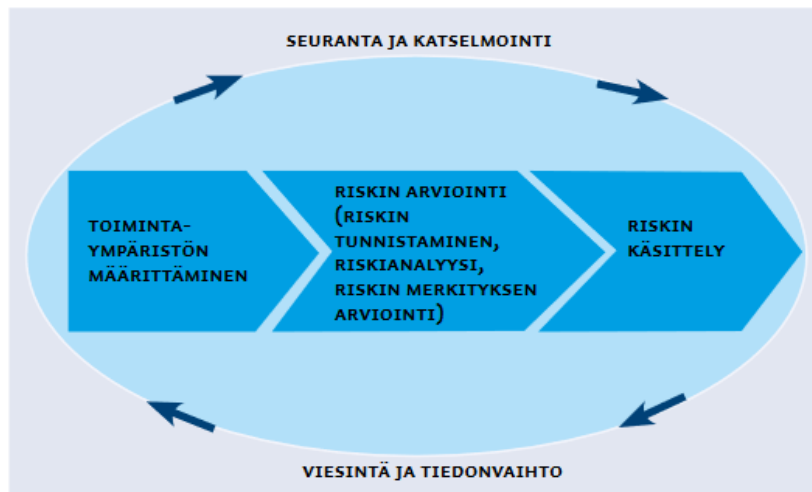 SEURANTA JA KATSELMOINTI
TOIMINTA-
YMPÄRISTÖN
MÄÄRITTÄMINEN
RISKIN ARVIOINTI
(RISKIN
TUNNISTAMINEN,
RISKIANALYYSI,
RISKIN MERKITYKSEN
ARVIOINTI)
RISKIN
KÄSITTELY
VIESINTÄ JA TIEDONVAIHTO